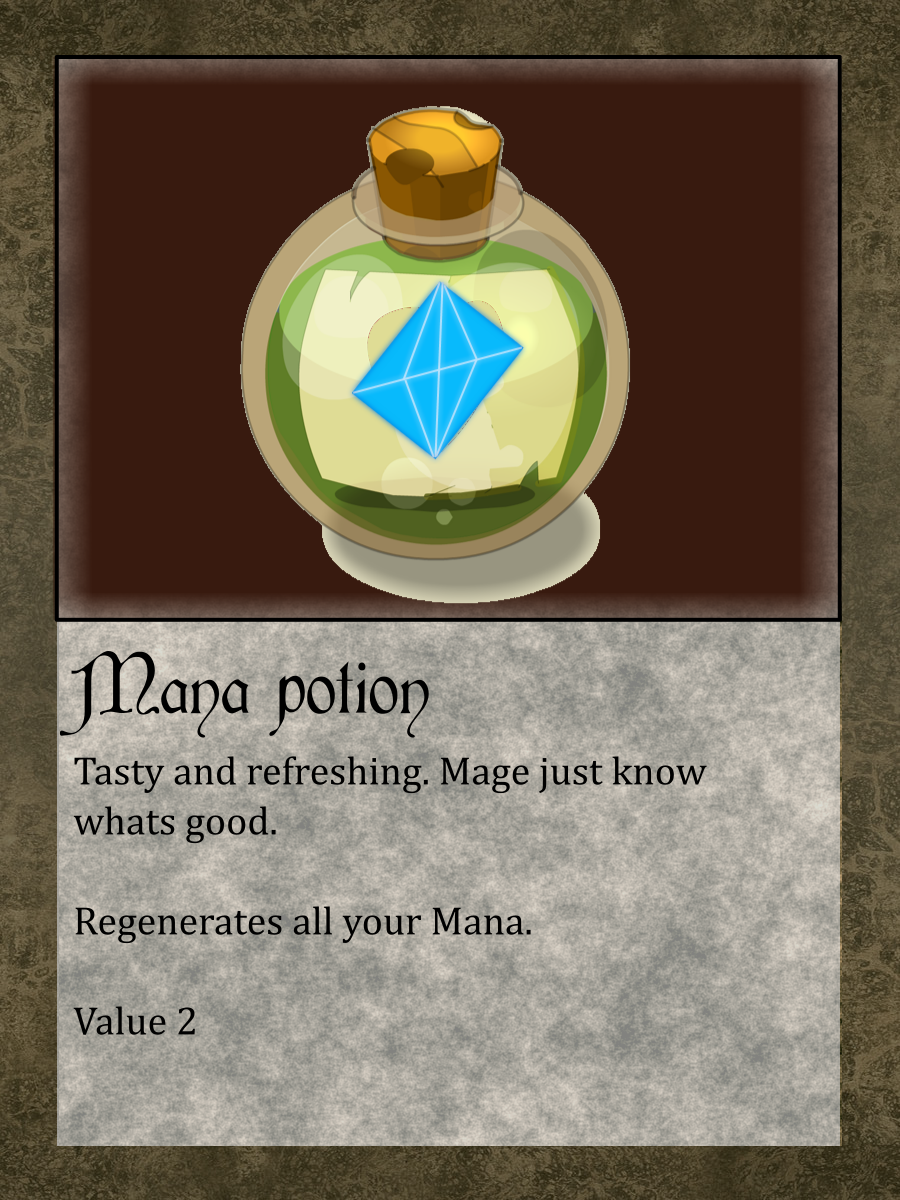 Mana potion
Tasty and refreshing. Mage just know
whats good.
Regenerates all your Mana.
Value 2